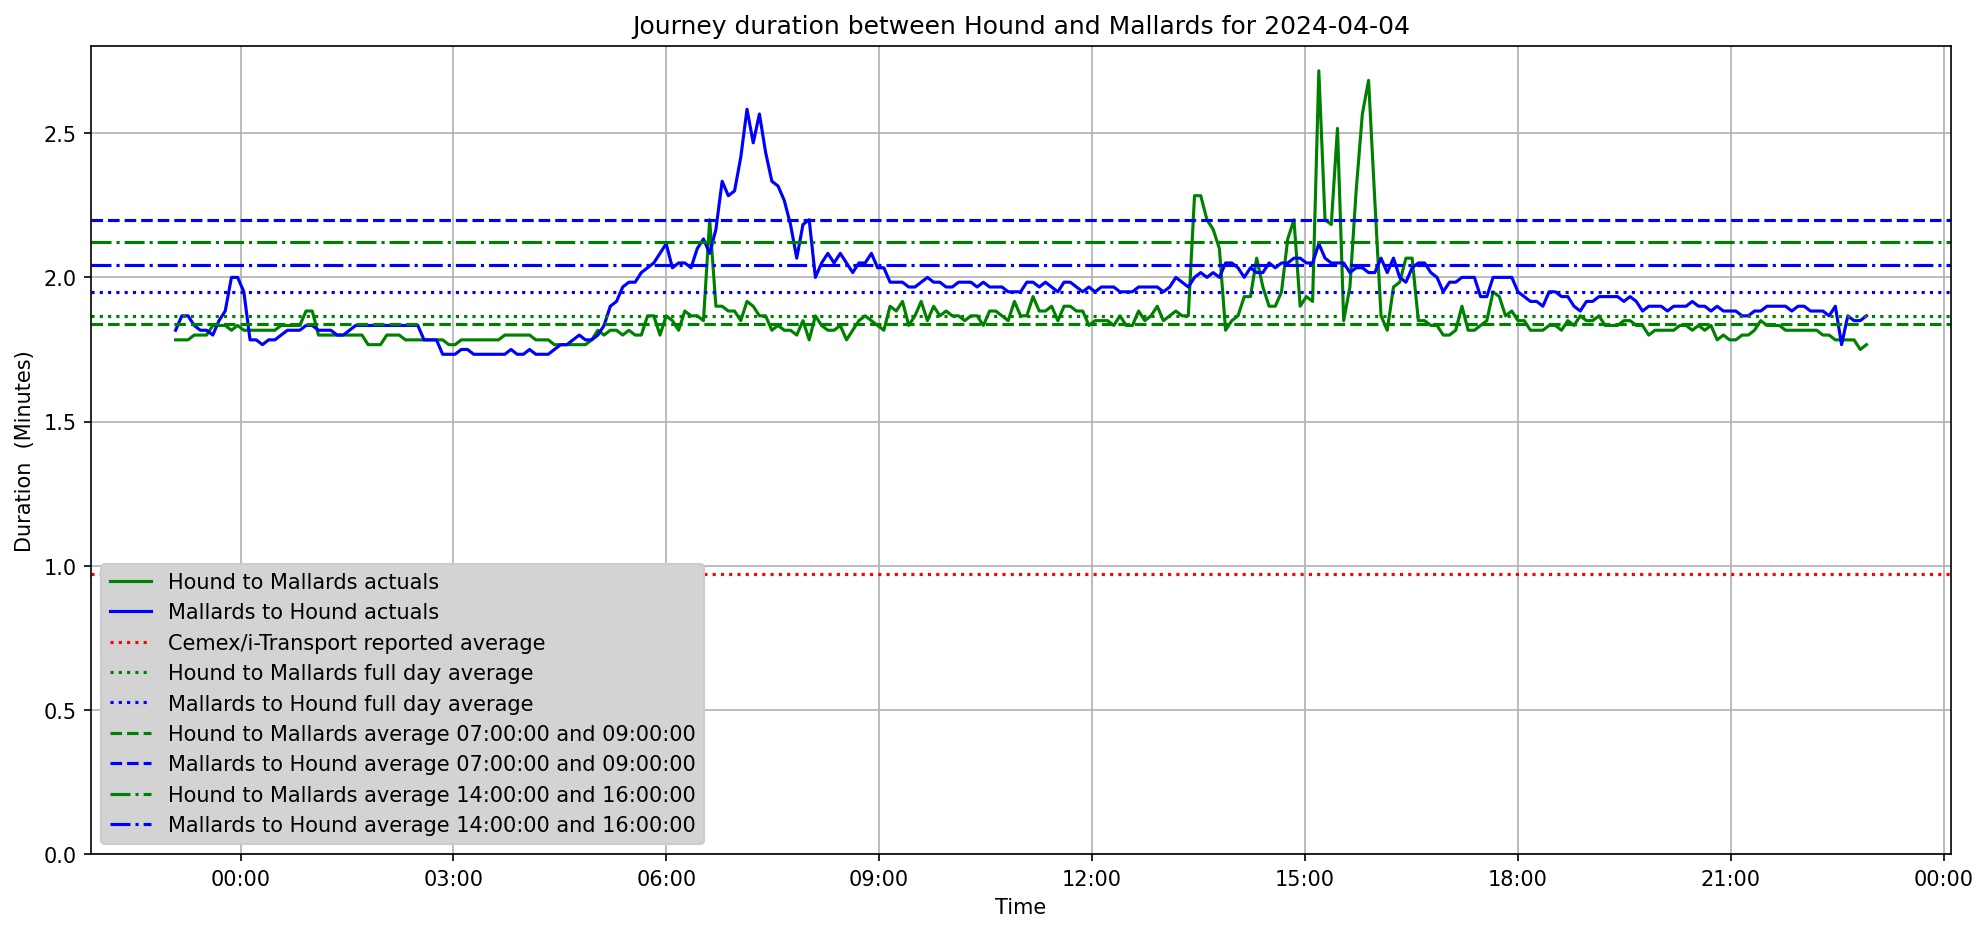 Journey duration between Hound and Mallards for 2024-04-04
Duration  (Minutes)
2.5
2.0
1.5
1.0
0.5
0.0
Hound to Mallards actuals
Mallards to Hound actuals
Cemex/i-Transport reported average
Hound to Mallards full day average
Mallards to Hound full day average
Hound to Mallards average 07:00:00 and 09:00:00
Mallards to Hound average 07:00:00 and 09:00:00
Hound to Mallards average 14:00:00 and 16:00:00
Mallards to Hound average 14:00:00 and 16:00:00
00:00 03:00 06:00 09:00 12:00 15:00 18:00 21:00 00:00
Time